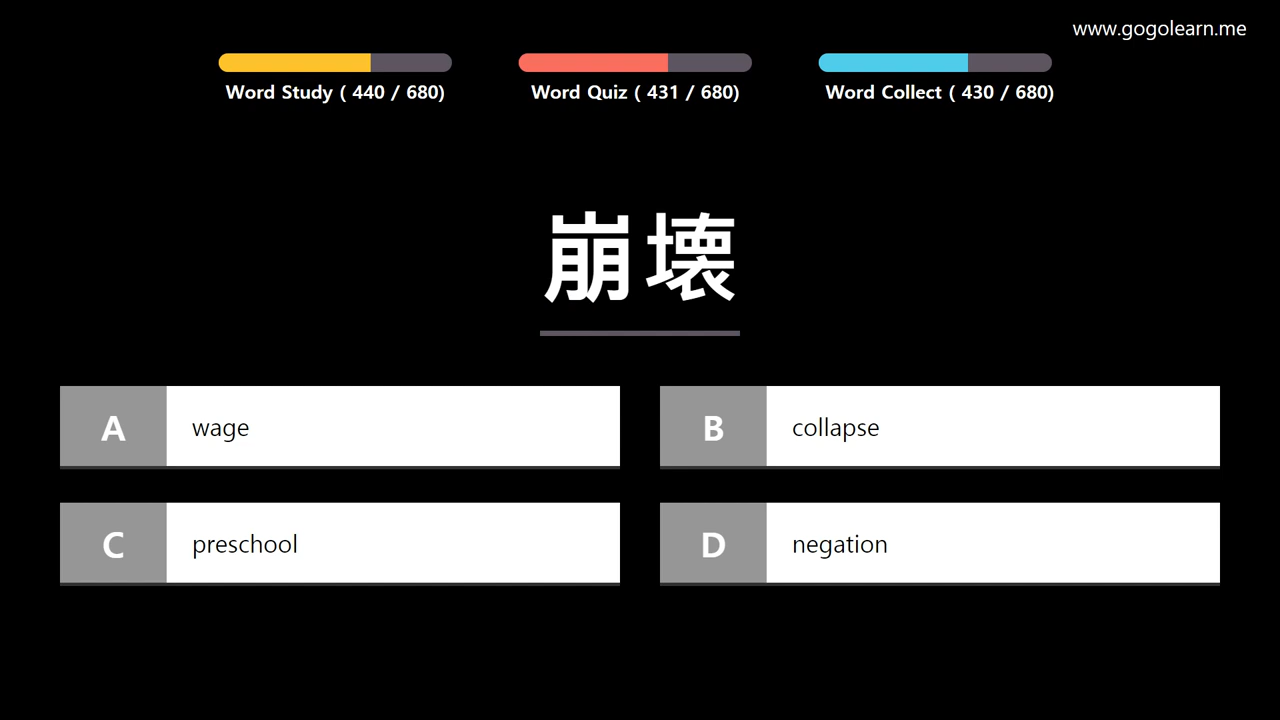 www.gogolearn.me
Word Study ( 440 / 680)
Word Quiz ( 431 / 680)
Word Collect ( 430 / 680)
崩壊
A wage
B collapse
C preschool
D negation